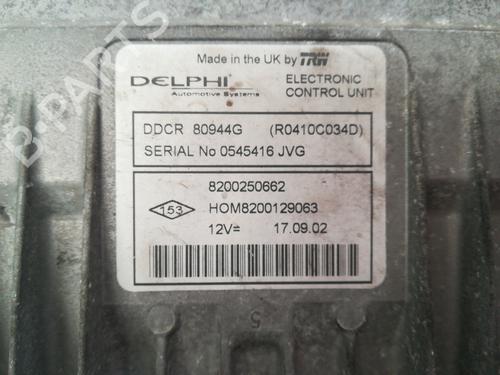 Made in the UK by TRW
DELPHI
Automotive Systems
ELECTRONIC
CONTROL UNIT
DDCR 80944G (R0410C034D)
SERIAL No 0545416 JVG
8200250662
153 HOM8200129063
12V= 17.09.02
5